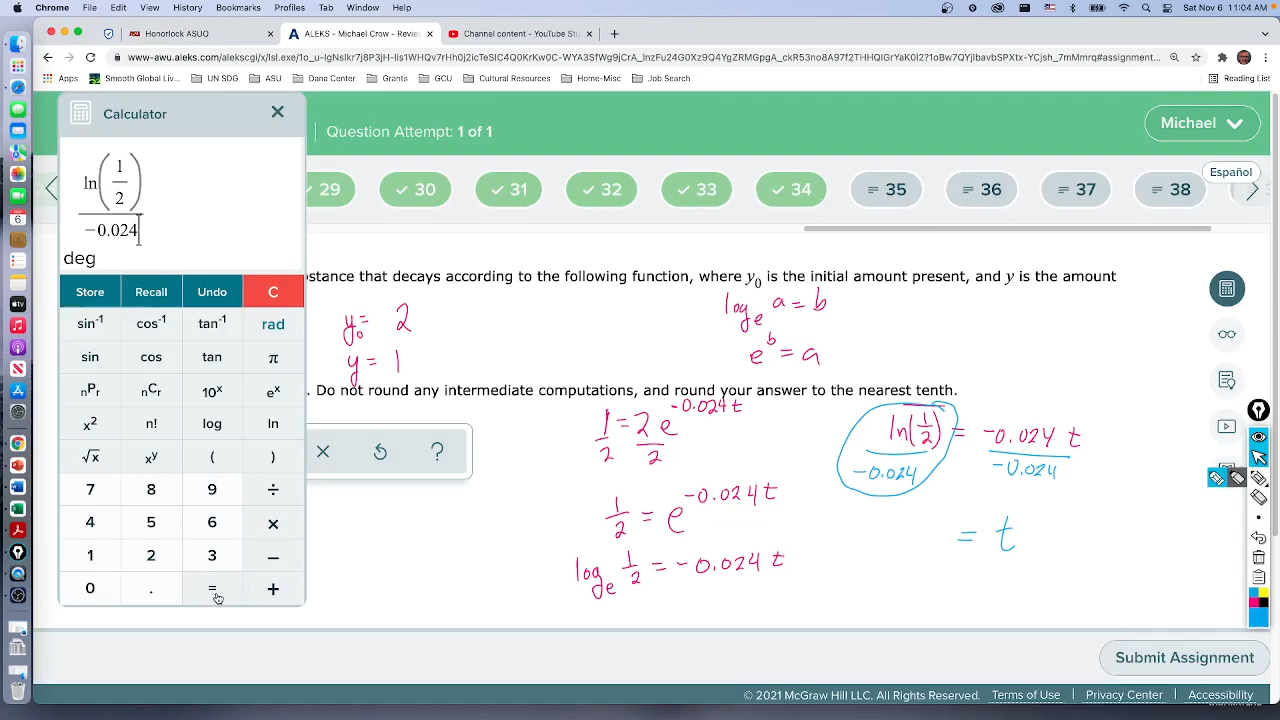 Chrome File Edit View History Bookmarks Profiles Tab Window Help Sat Nov 6 11:04 AM
Honorlock ASUO × ALEKS - Michael Crow - Review × Channel content - YouTube Stu × +
Apps Smooth Global Liv... UN SDG ASU Dana Center Grants GCU Cultural Resources Home-Misc Job Search Reading List
Calculator ×
Question Attempt: 1 of 1
Michael
Español
29 30 31 32 33 34 35 36 37 38
ln(1/2)
−0.024
deg
Store Recall Undo C
sin⁻¹ cos⁻¹ tan⁻¹ rad
sin cos tan π
nPr nCr 10ˣ eˣ
x² n! log ln
√x xʸ ( )
7 8 9 ÷
4 5 6 ×
1 2 3 −
0 . = +
stance that decays according to the following function, where y₀ is the initial amount present, and y is the amount
y₀ = 2
y = 1
logₑ a = b
eᵇ = a
. Do not round any intermediate computations, and round your answer to the nearest tenth.
× ?
1/2 = 2/2 e^−0.024t
1/2 = e^−0.024t
logₑ 1/2 = −0.024 t
ln(1/2) = −0.024 t
−0.024 −0.024
= t
Submit Assignment
© 2021 McGraw Hill LLC. All Rights Reserved. Terms of Use | Privacy Center | Accessibility